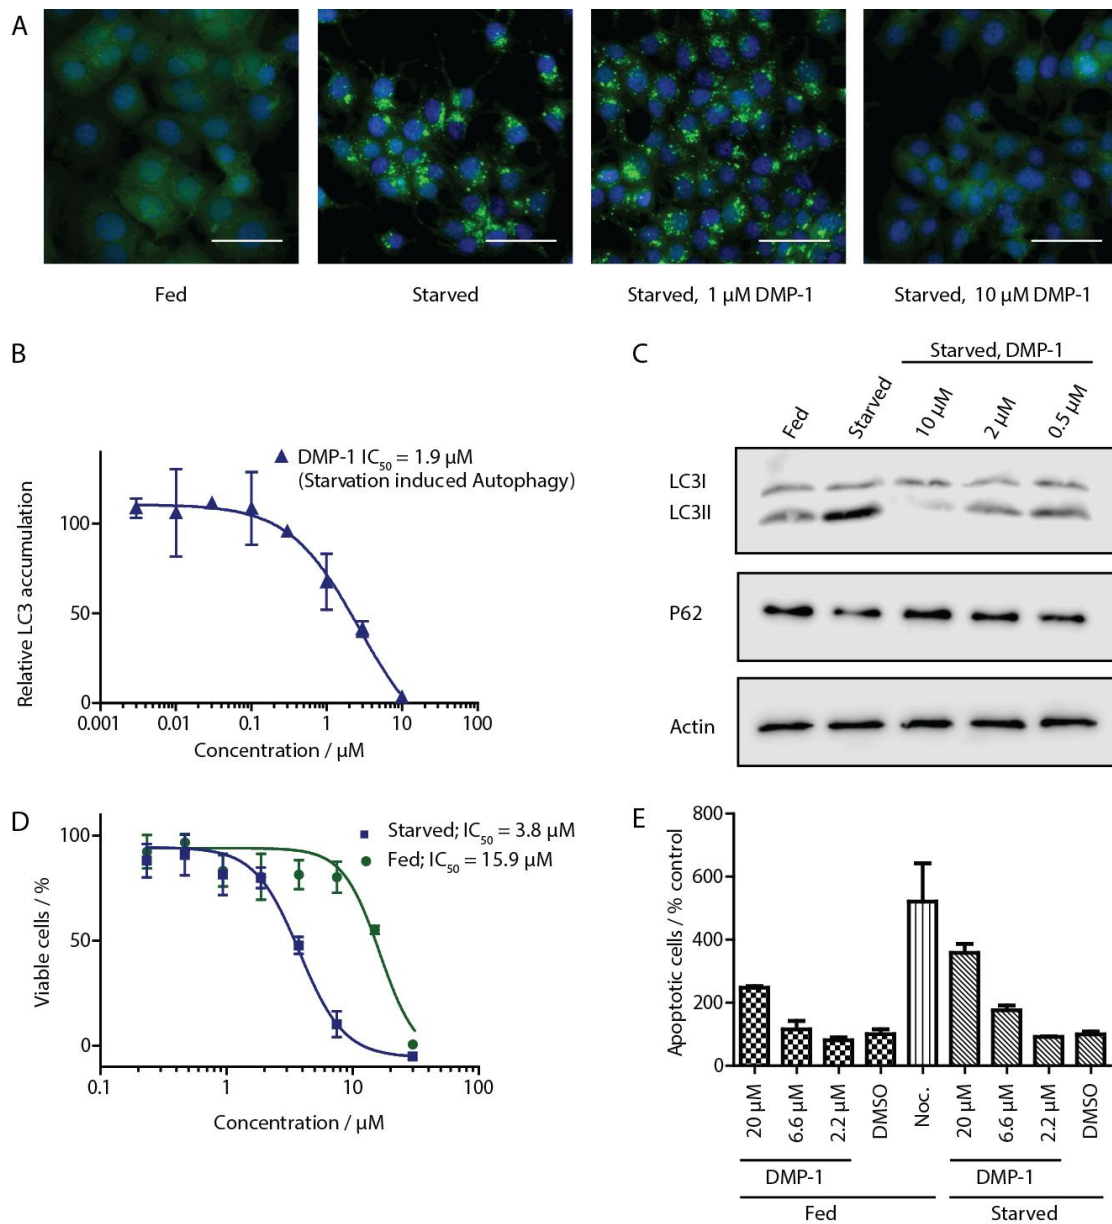 A
Fed
Starved
Starved, 1 µM DMP-1
Starved, 10 µM DMP-1
B
DMP-1 IC50 = 1.9 µM
(Starvation induced Autophagy)
Relative LC3 accumulation
100
50
0
0.001
0.01
0.1
1
10
100
Concentration / µM
C
Starved, DMP-1
Fed
Starved
10 µM
2 µM
0.5 µM
LC3I
LC3II
P62
Actin
D
Starved; IC50 = 3.8 µM
Fed; IC50 = 15.9 µM
Viable cells / %
100
50
0
0.1
1
10
100
Concentration / µM
E
Apoptotic cells / % control
800
600
400
200
0
20 µM
6.6 µM
2.2 µM
DMSO
Noc.
20 µM
6.6 µM
2.2 µM
DMSO
DMP-1
DMP-1
Fed
Starved